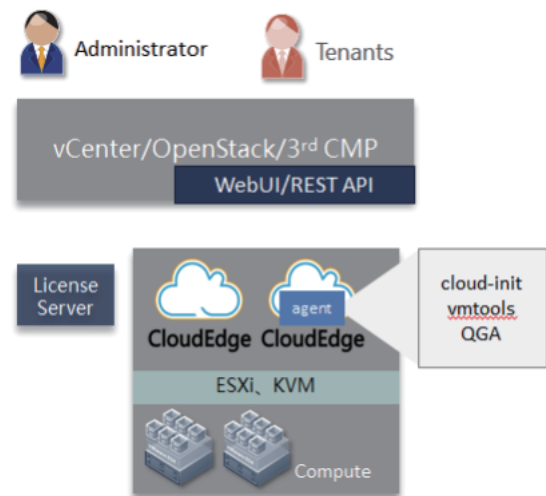 Administrator
Tenants
vCenter/OpenStack/3rd CMP
WebUI/REST API
License
Server
CloudEdge
agent
CloudEdge
cloud-init
vmtools
QGA
ESXi、KVM
Compute